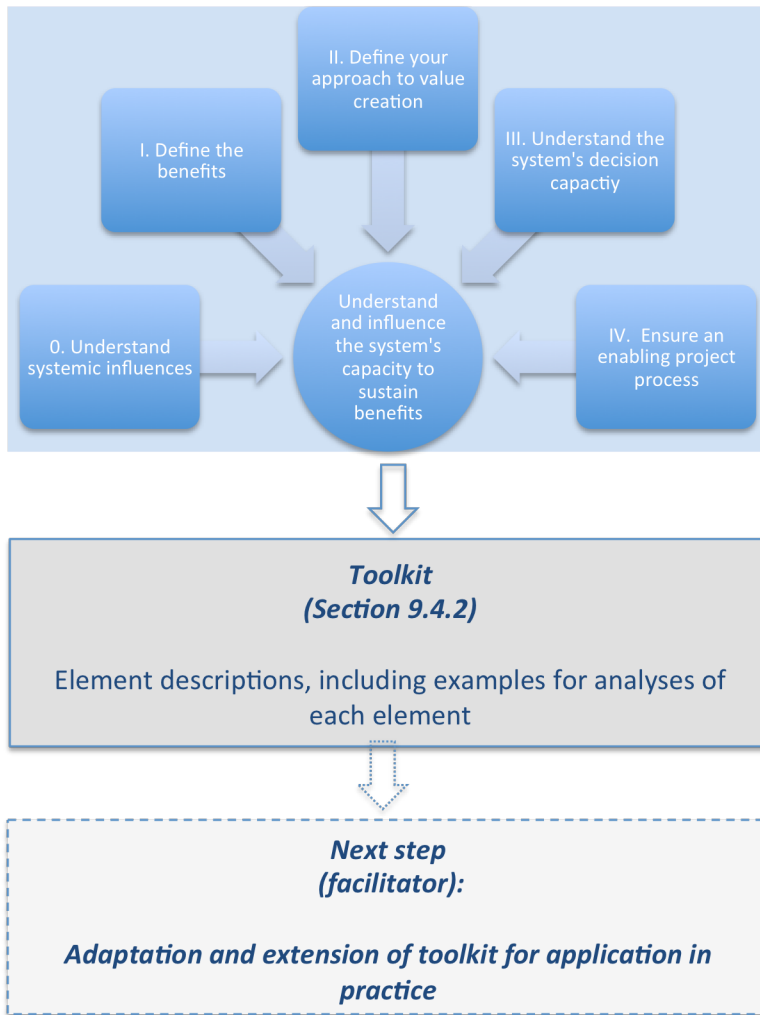 II. Define your
approach to value
creation
I. Define the
benefits
III. Understand the
system's decision
capactiy
0. Understand
systemic influences
Understand
and influence
the system's
capacity to
sustain
benefits
IV.  Ensure an
enabling project
process
Toolkit
(Section 9.4.2)
Element descriptions, including examples for analyses of
each element
Next step
(facilitator):
Adaptation and extension of toolkit for application in
practice